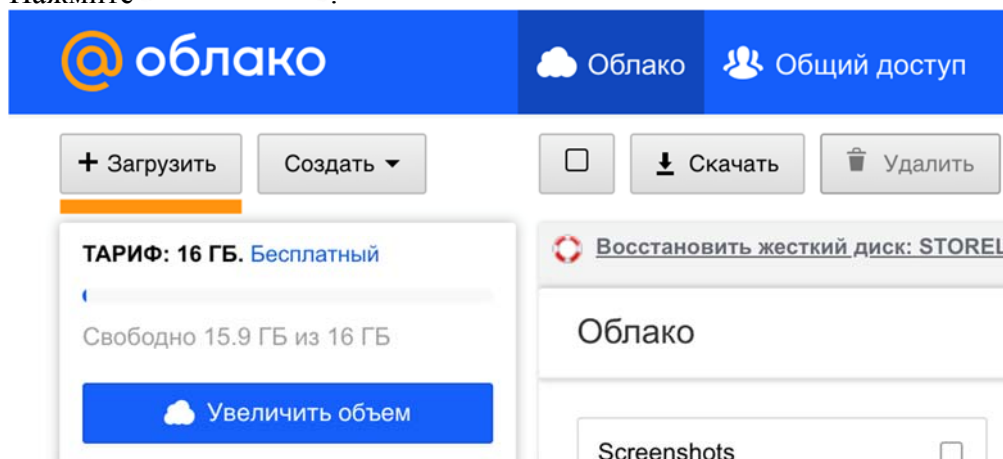 Нажмите
@облако
Облако
Общий доступ
+ Загрузить
Создать
Скачать
Удалить
ТАРИФ: 16 ГБ. Бесплатный
Восстановить жесткий диск: STOREL
Свободно 15.9 ГБ из 16 ГБ
Облако
Увеличить объем
Screenshots